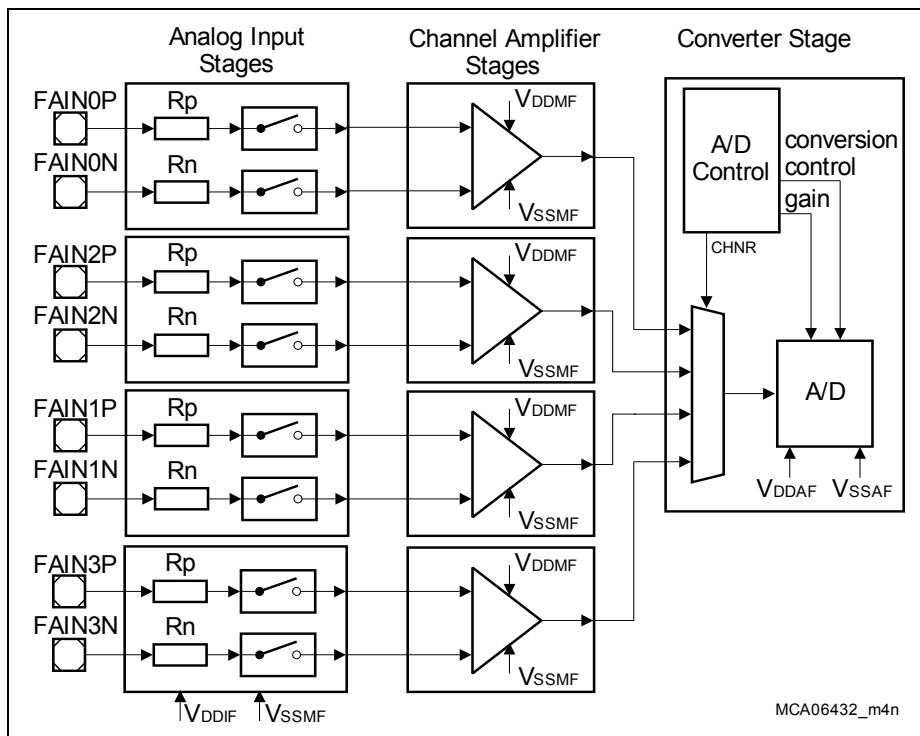 Analog Input
Stages
Channel Amplifier
Stages
Converter Stage
FAIN0P
Rp
FAIN0N
Rn
VDDMF
VSSMF
FAIN2P
Rp
FAIN2N
Rn
VDDMF
VSSMF
FAIN1P
Rp
FAIN1N
Rn
VDDMF
VSSMF
FAIN3P
Rp
FAIN3N
Rn
VDDMF
VSSMF
VDDIF
VSSMF
A/D
Control
conversion
control
gain
CHNR
A/D
VDDAF
VSSAF
MCA06432_m4n